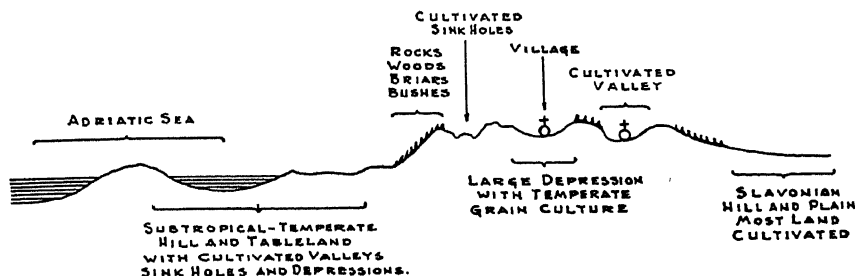 CULTIVATED
SINK HOLES
ROCKS
WOODS
BRIARS
BUSHES
VILLAGE
CULTIVATED
VALLEY
ADRIATIC SEA
LARGE DEPRESSION
WITH TEMPERATE
GRAIN CULTURE
SLAVONIAN
HILL AND PLAIN
MOST LAND
CULTIVATED
SUBTROPICAL-TEMPERATE
HILL AND TABLELAND
WITH CULTIVATED VALLEYS
SINK HOLES AND DEPRESSIONS.